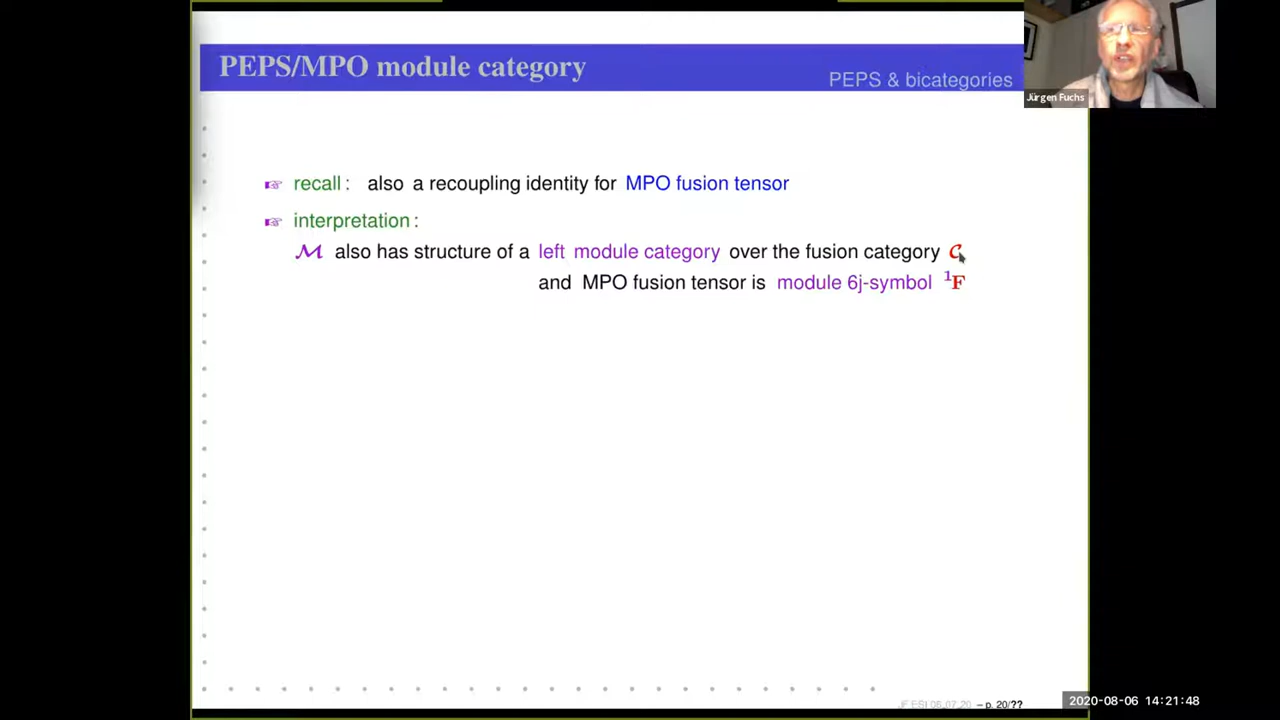 PEPS/MPO module category
PEPS & bicategories
Jürgen Fuchs
recall : also a recoupling identity for MPO fusion tensor
interpretation :
ℳ also has structure of a left module category over the fusion category 𝒞
and MPO fusion tensor is module 6j-symbol ¹F
– p. 20/??
2020-08-06 14:21:48